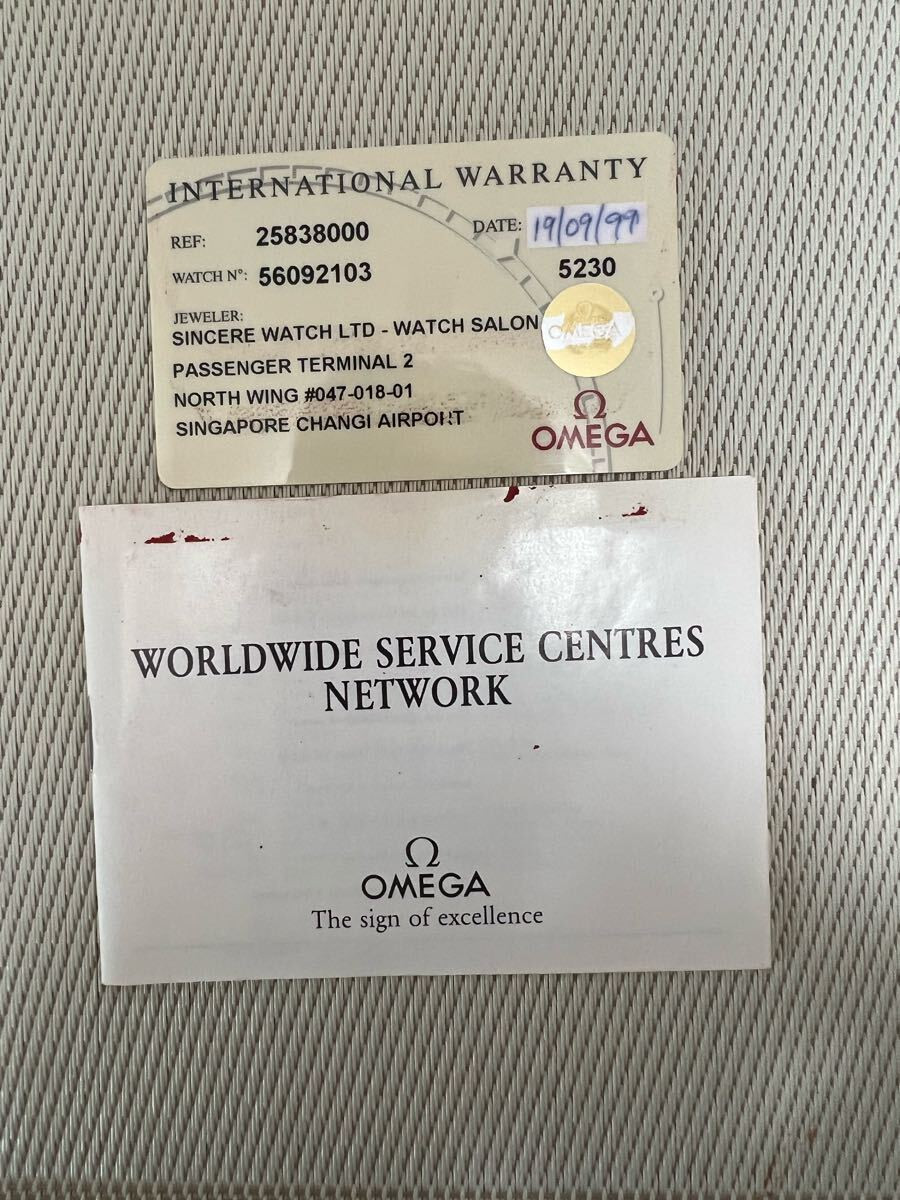 INTERNATIONAL WARRANTY
REF: 25838000 DATE: 19/09/99
WATCH N°: 56092103 5230
JEWELER:
SINCERE WATCH LTD - WATCH SALON
PASSENGER TERMINAL 2
NORTH WING #047-018-01
SINGAPORE CHANGI AIRPORT
OMEGA
Ω
OMEGA
WORLDWIDE SERVICE CENTRES
NETWORK
Ω
OMEGA
The sign of excellence